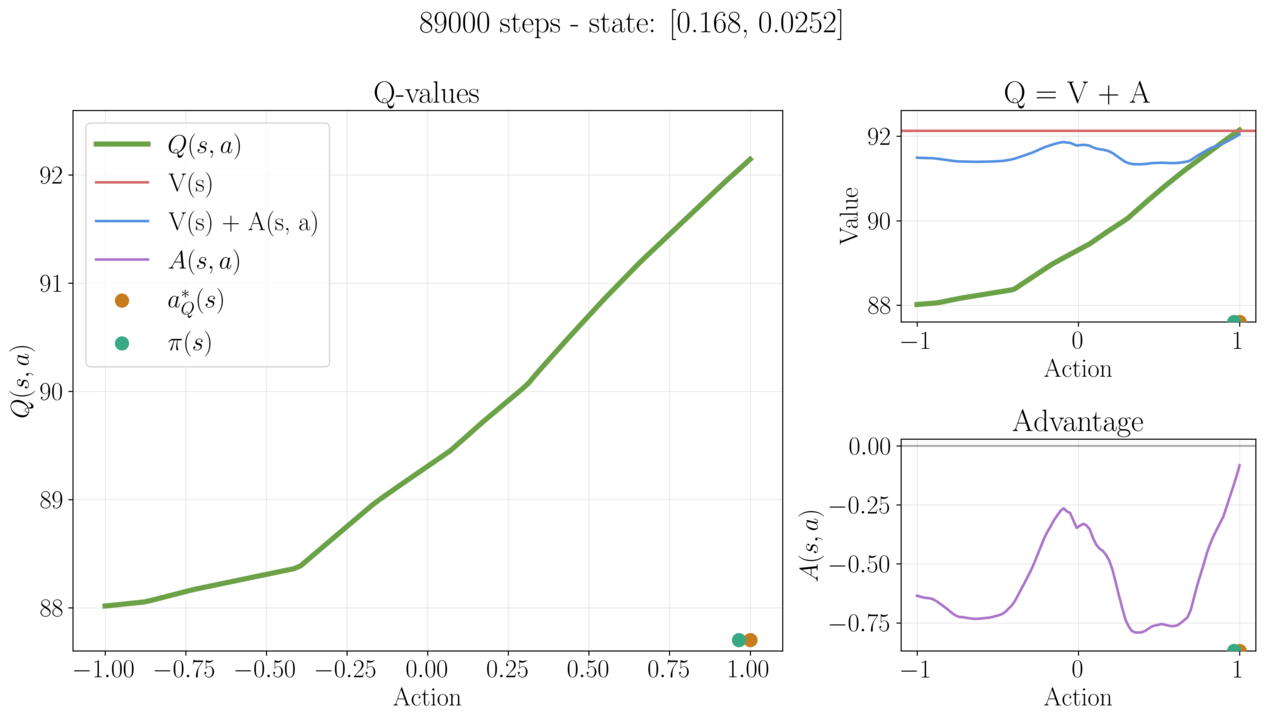 89000 steps - state: [0.168, 0.0252]
Q-values
Q(s, a)
92
91
90
89
88
−1.00 −0.75 −0.50 −0.25 0.00 0.25 0.50 0.75 1.00
Action
Q(s, a)
V(s)
V(s) + A(s, a)
A(s, a)
a*Q(s)
π(s)
Q = V + A
Value
92
90
88
−1 0 1
Action
Advantage
A(s, a)
0.00
−0.25
−0.50
−0.75
−1 0 1
Action